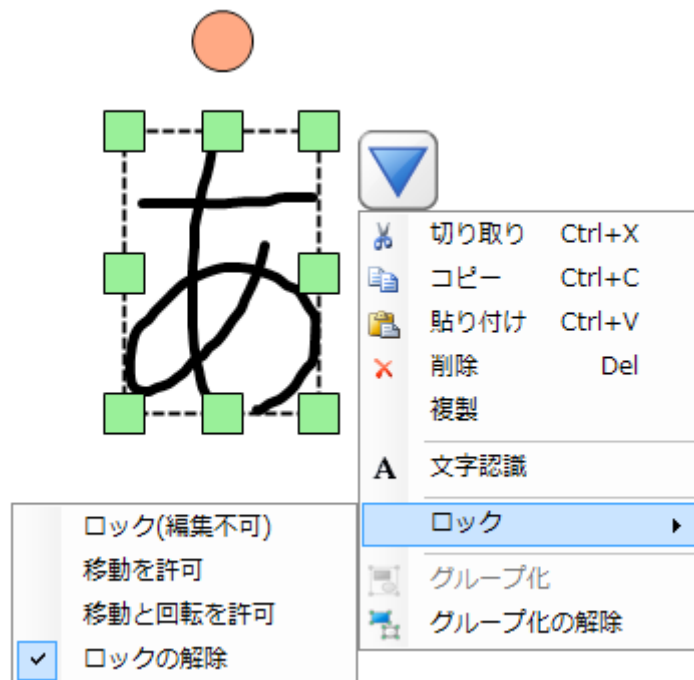 あ
切り取り Ctrl+X
コピー Ctrl+C
貼り付け Ctrl+V
削除 Del
複製
A 文字認識
ロック
グループ化
グループ化の解除
ロック(編集不可)
移動を許可
移動と回転を許可
ロックの解除